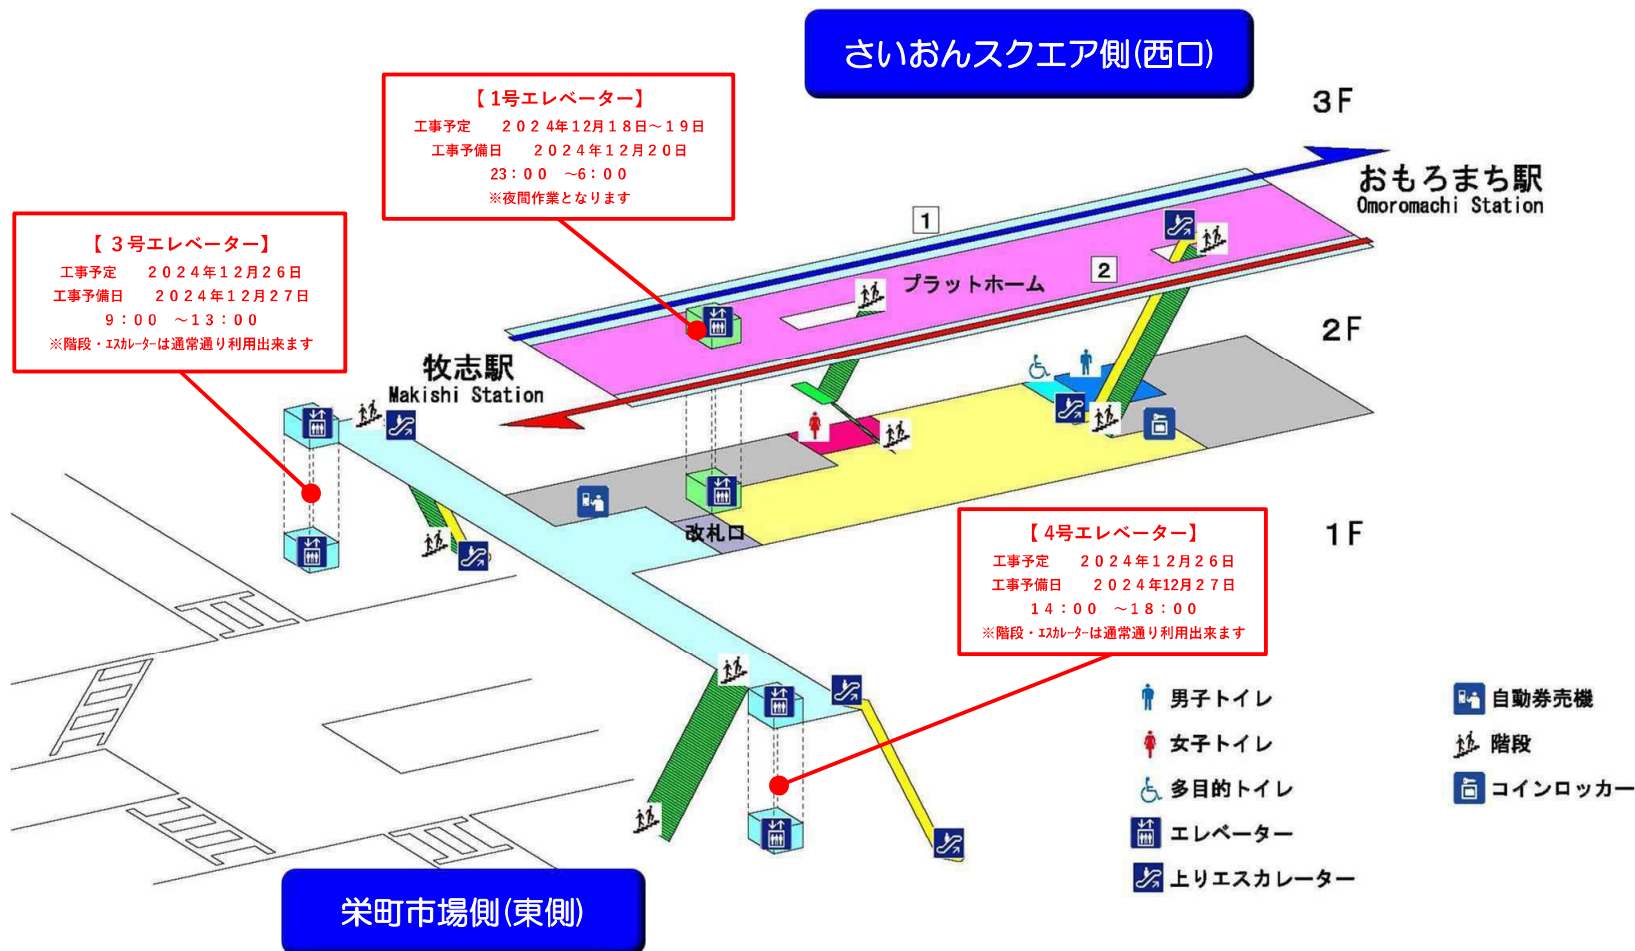 さいおんスクエア側(西口)
【 1号エレベーター】
工事予定 2024年12月18日～19日
工事予備日 2024年12月20日
23:00 ～6:00
※夜間作業となります
3F
おもろまち駅
Omoromachi Station
【 3号エレベーター】
工事予定 2024年12月26日
工事予備日 2024年12月27日
9:00 ～13:00
※階段・エスカレーターは通常通り利用出来ます
1
2
プラットホーム
2F
牧志駅
Makishi Station
改札口
1F
【 4号エレベーター】
工事予定 2024年12月26日
工事予備日 2024年12月27日
14:00 ～18:00
※階段・エスカレーターは通常通り利用出来ます
男子トイレ
女子トイレ
多目的トイレ
エレベーター
上りエスカレーター
自動券売機
階段
コインロッカー
栄町市場側(東側)